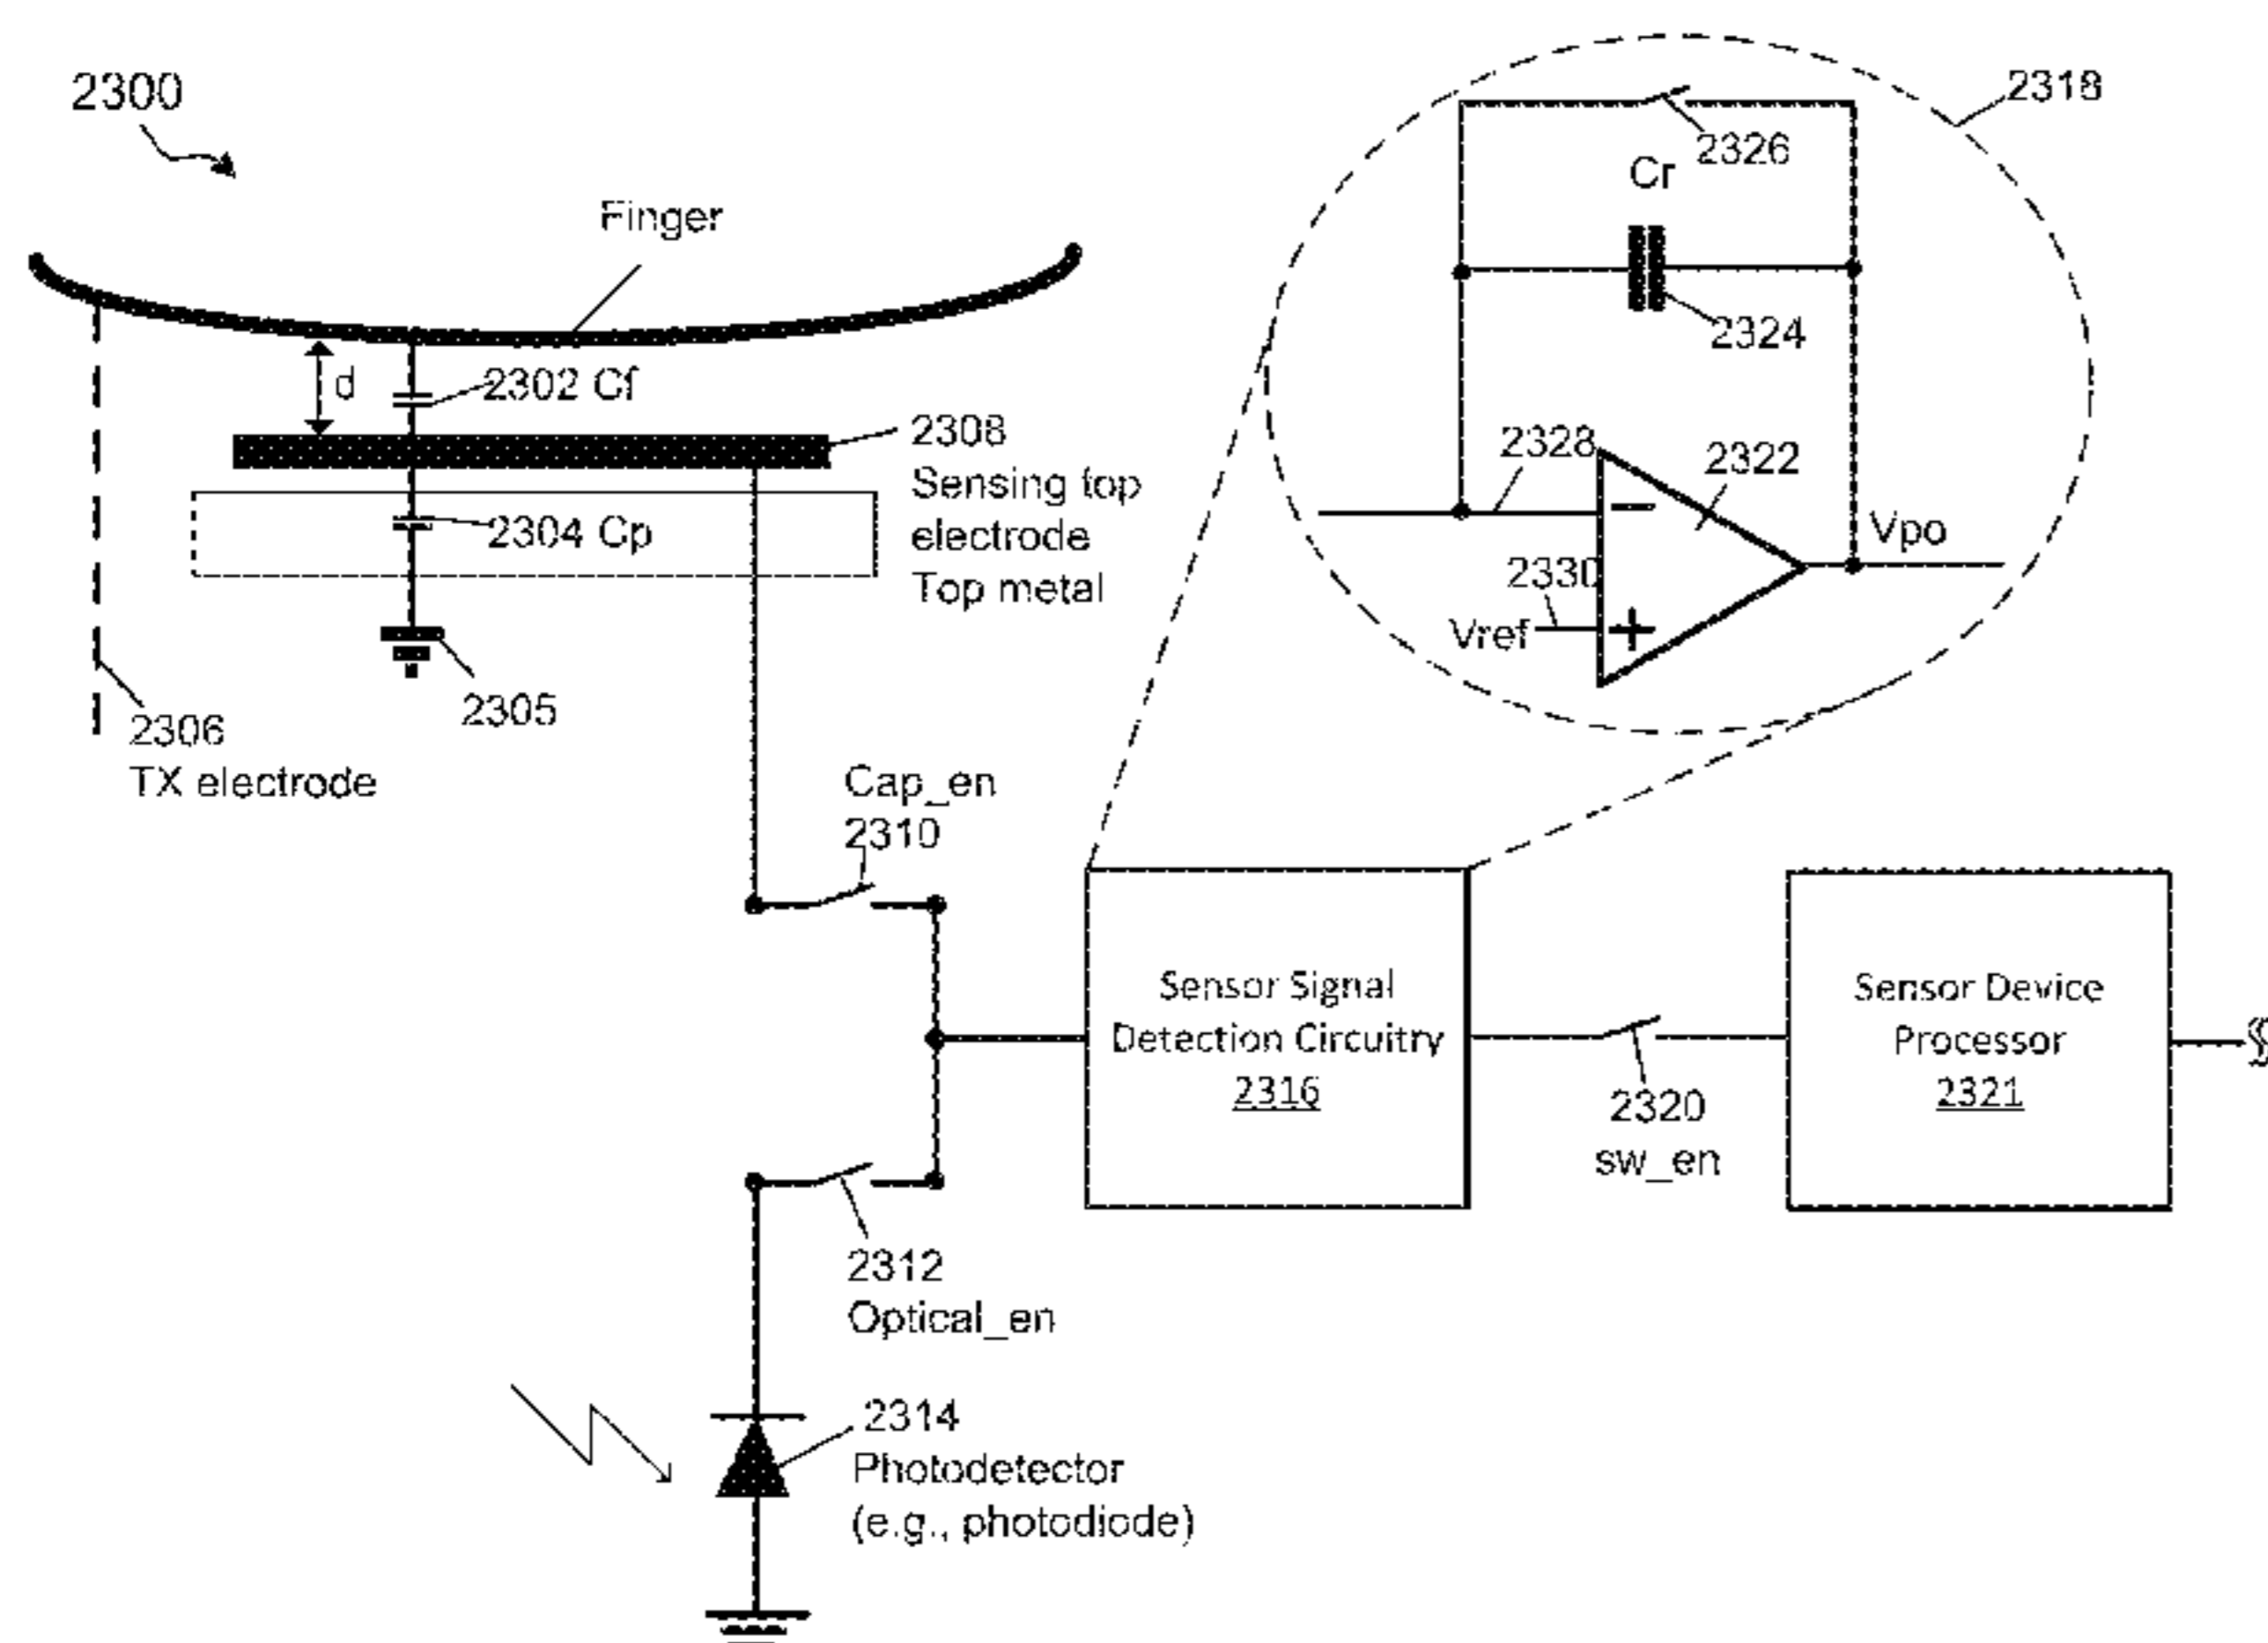 2300
2318
2326
Cr
Finger
2324
d
2302 Cf
2308
Sensing top
electrode
Top metal
2328
2322
2304 Cp
Vpo
2330
Vref
2305
2306
TX electrode
Cap_en
2310
Sensor Signal
Detection Circuitry
2316
Sensor Device
Processor
2321
2320
sw_en
2312
Optical_en
2314
Photodetector
(e.g., photodiode)